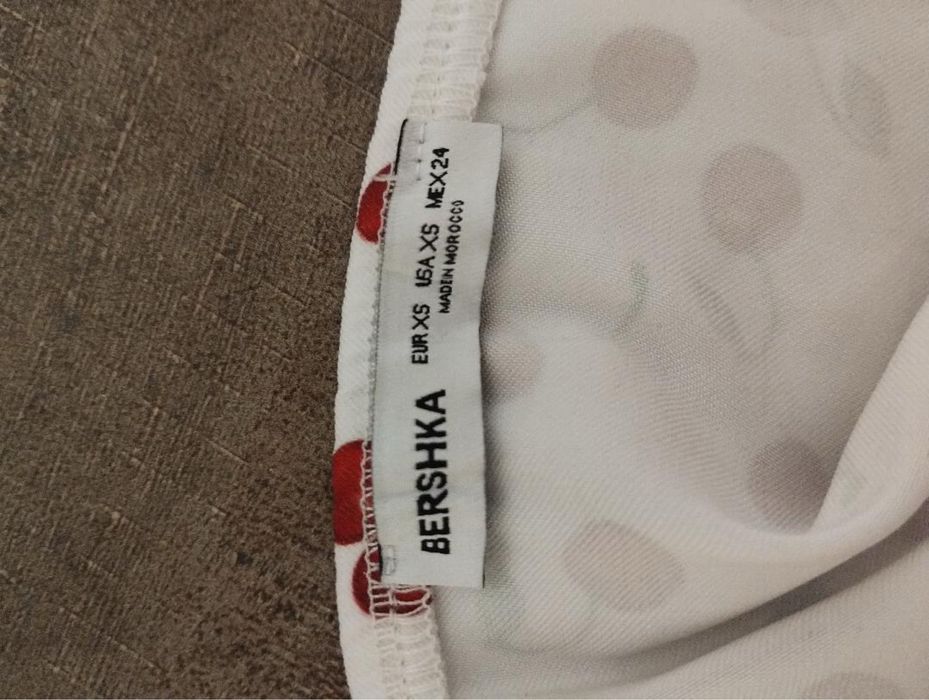 BERSHKA EUR XS USA XS MEX 24
MADE IN MOROCCO